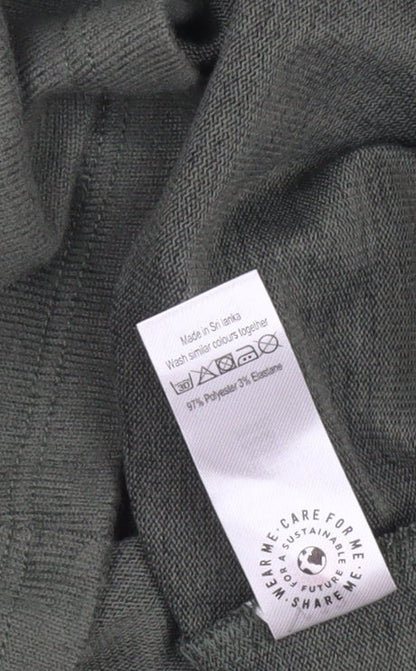 Made in Sri lanka
Wash similar colours together
30
97% Polyester 3% Elastane
WEAR ME · CARE FOR ME · SHARE ME ·
FOR A SUSTAINABLE FUTURE